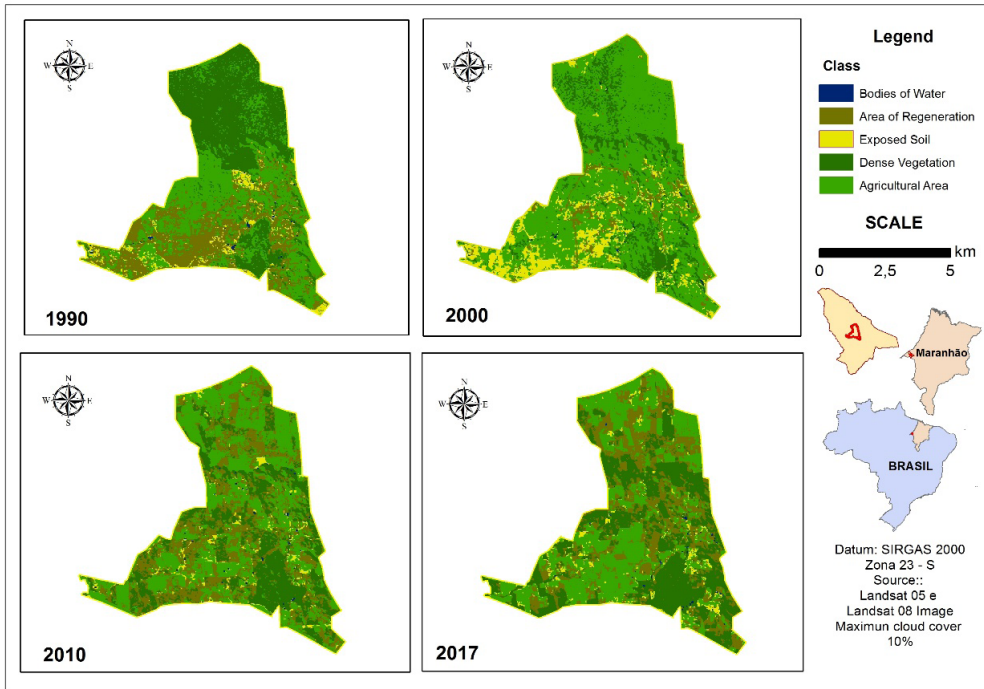 N
W E
S
1990
N
W E
S
2000
N
W E
S
2010
N
W E
S
2017
Legend
Class
Bodies of Water
Area of Regeneration
Exposed Soil
Dense Vegetation
Agricultural Area
SCALE
km
0 2,5 5
Maranhão
BRASIL
Datum: SIRGAS 2000
Zona 23 - S
Source::
Landsat 05 e
Landsat 08 Image
Maximun cloud cover
10%